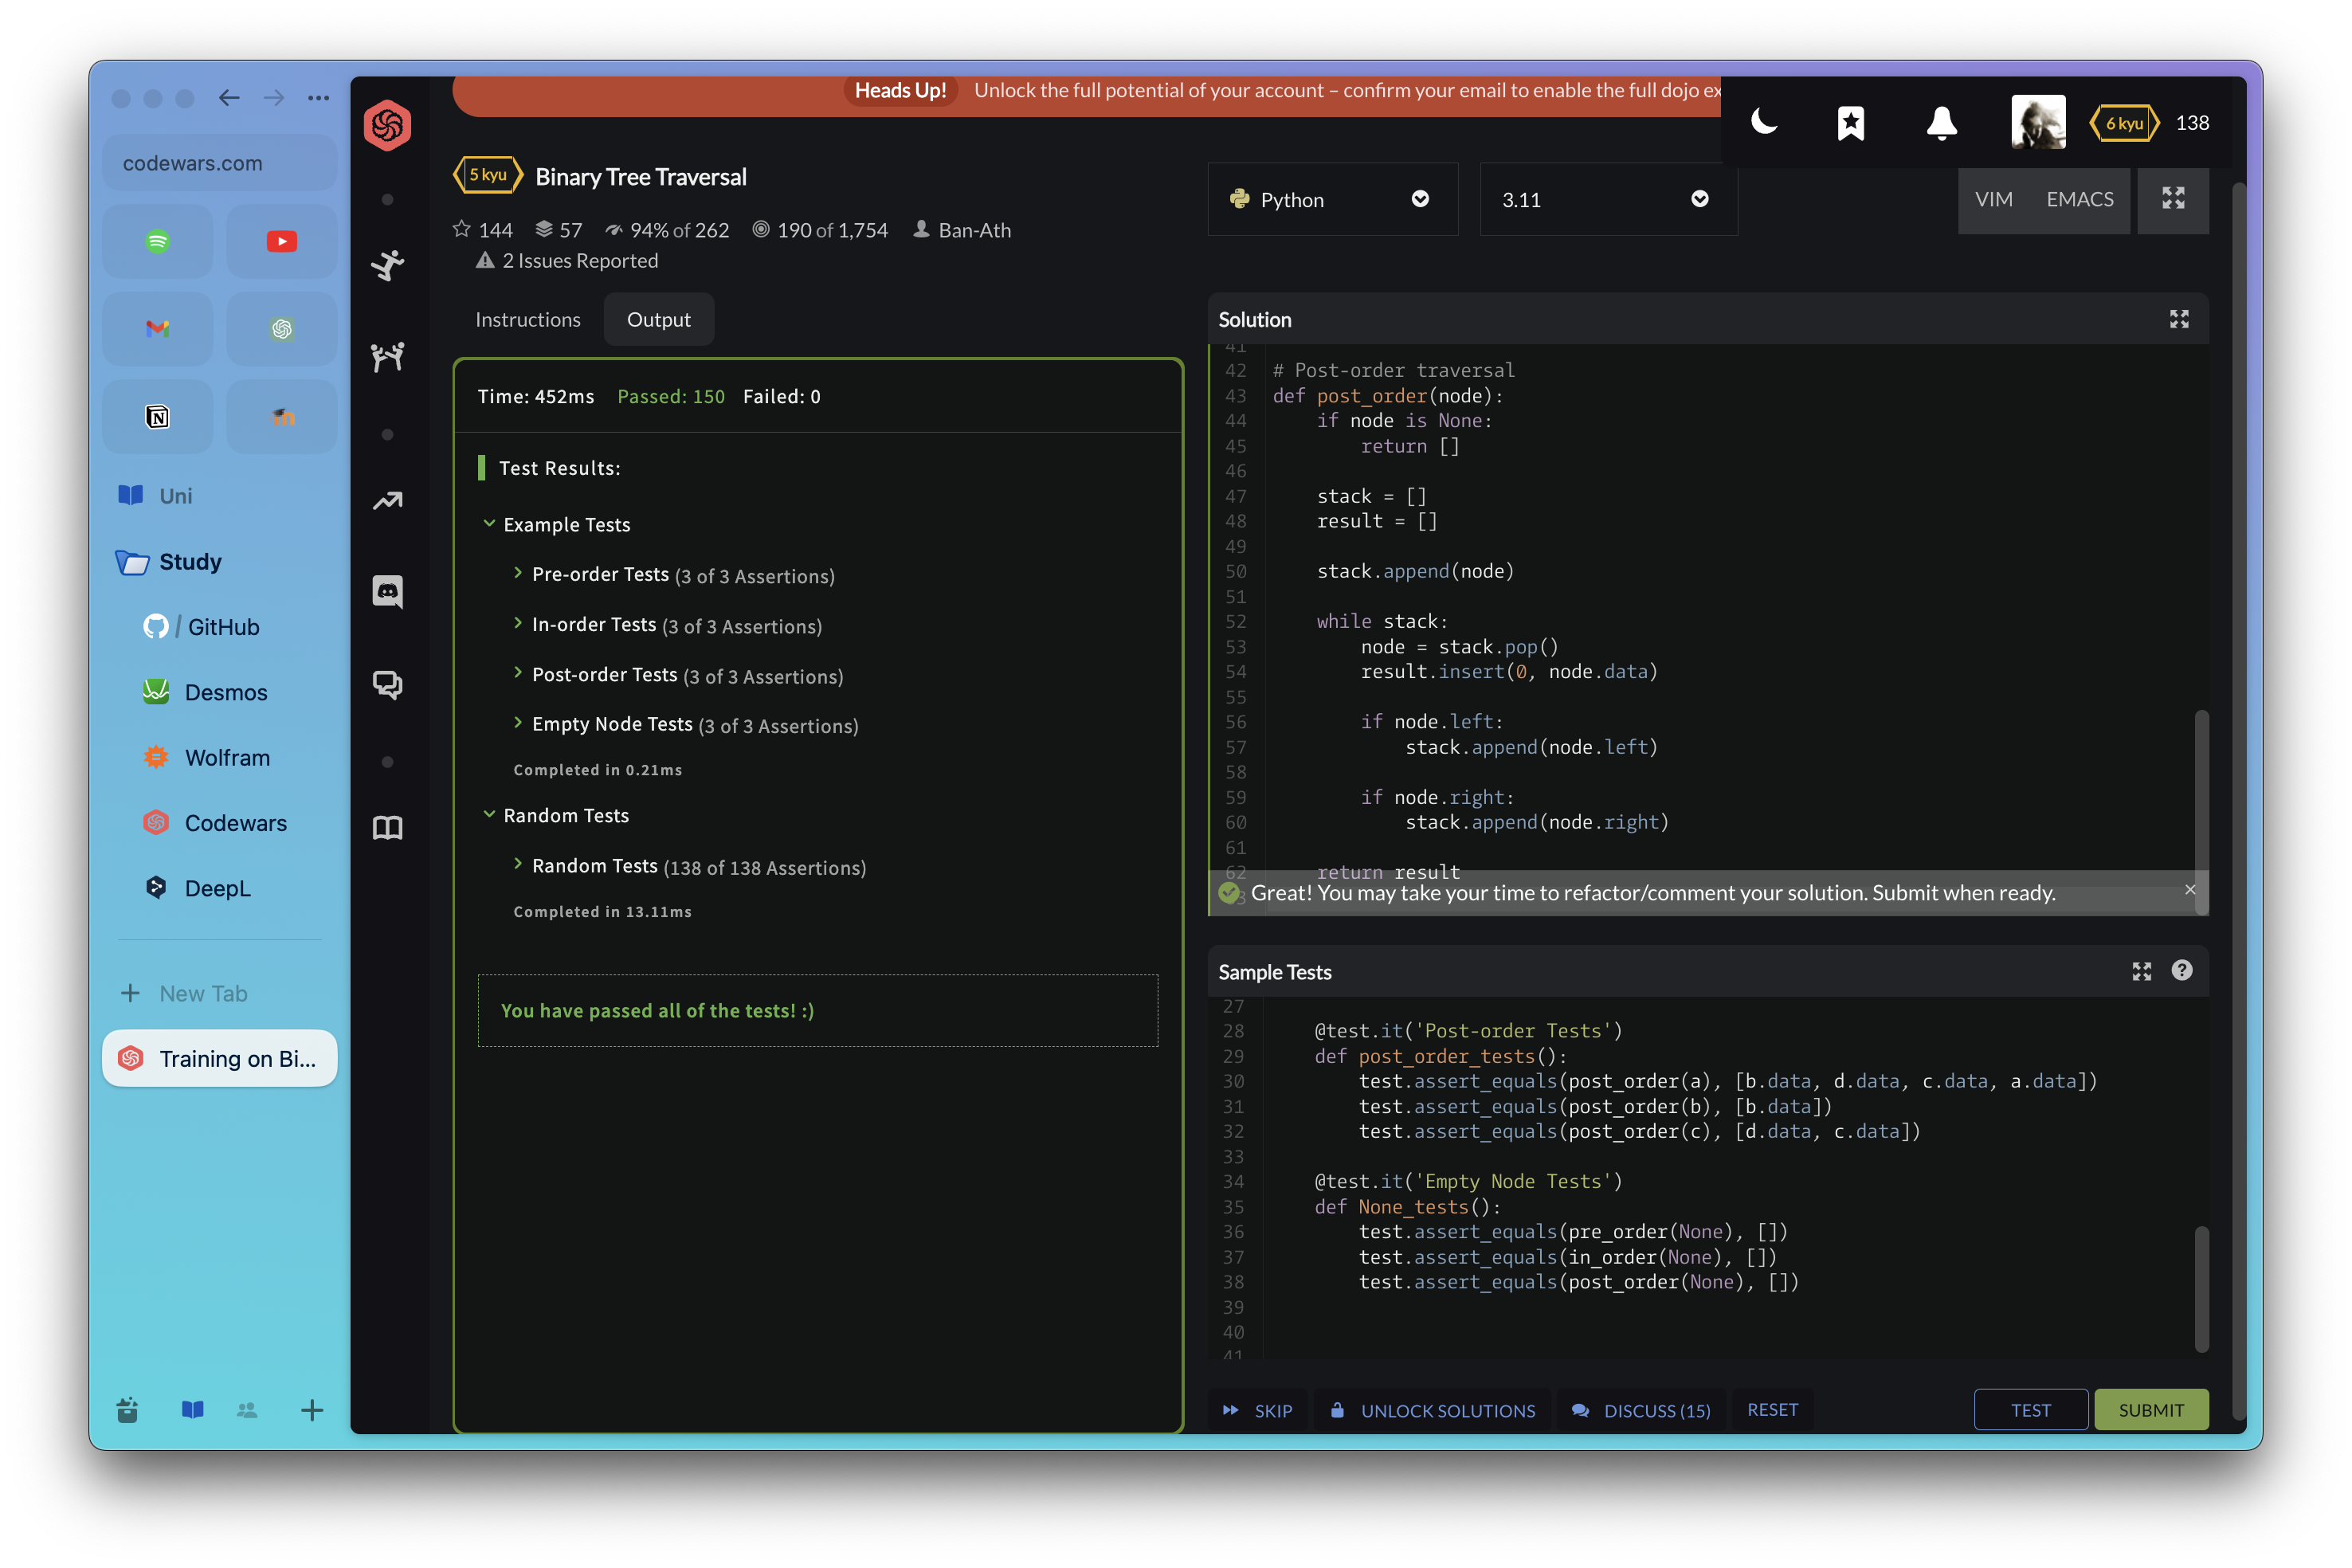 codewars.com
Uni
Study
/ GitHub
Desmos
Wolfram
Codewars
DeepL
New Tab
Training on Bi...
Heads Up! Unlock the full potential of your account – confirm your email to enable the full dojo ex
6 kyu 138
5 kyu Binary Tree Traversal
144 57 94% of 262 190 of 1,754 Ban-Ath
2 Issues Reported
Python 3.11
VIM EMACS
Instructions Output
Time: 452ms Passed: 150 Failed: 0
Test Results:
Example Tests
Pre-order Tests (3 of 3 Assertions)
In-order Tests (3 of 3 Assertions)
Post-order Tests (3 of 3 Assertions)
Empty Node Tests (3 of 3 Assertions)
Completed in 0.21ms
Random Tests
Random Tests (138 of 138 Assertions)
Completed in 13.11ms
You have passed all of the tests! :)
Solution
41
42 # Post-order traversal
43 def post_order(node):
44 if node is None:
45 return []
46
47 stack = []
48 result = []
49
50 stack.append(node)
51
52 while stack:
53 node = stack.pop()
54 result.insert(0, node.data)
55
56 if node.left:
57 stack.append(node.left)
58
59 if node.right:
60 stack.append(node.right)
61
62 return result
Great! You may take your time to refactor/comment your solution. Submit when ready.
Sample Tests
27
28 @test.it('Post-order Tests')
29 def post_order_tests():
30 test.assert_equals(post_order(a), [b.data, d.data, c.data, a.data])
31 test.assert_equals(post_order(b), [b.data])
32 test.assert_equals(post_order(c), [d.data, c.data])
33
34 @test.it('Empty Node Tests')
35 def None_tests():
36 test.assert_equals(pre_order(None), [])
37 test.assert_equals(in_order(None), [])
38 test.assert_equals(post_order(None), [])
39
40
41
SKIP UNLOCK SOLUTIONS DISCUSS (15) RESET TEST SUBMIT